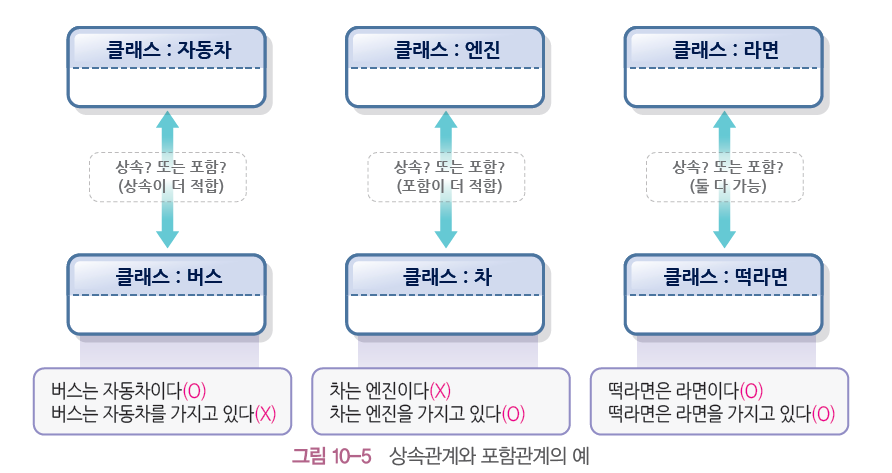 클래스 : 자동차
클래스 : 엔진
클래스 : 라면
상속? 또는 포함?
(상속이 더 적합)
상속? 또는 포함?
(포함이 더 적합)
상속? 또는 포함?
(둘 다 가능)
클래스 : 버스
클래스 : 차
클래스 : 떡라면
버스는 자동차이다(O)
버스는 자동차를 가지고 있다(X)
차는 엔진이다(X)
차는 엔진을 가지고 있다(O)
떡라면은 라면이다(O)
떡라면은 라면을 가지고 있다(O)
그림 10-5 상속관계와 포함관계의 예